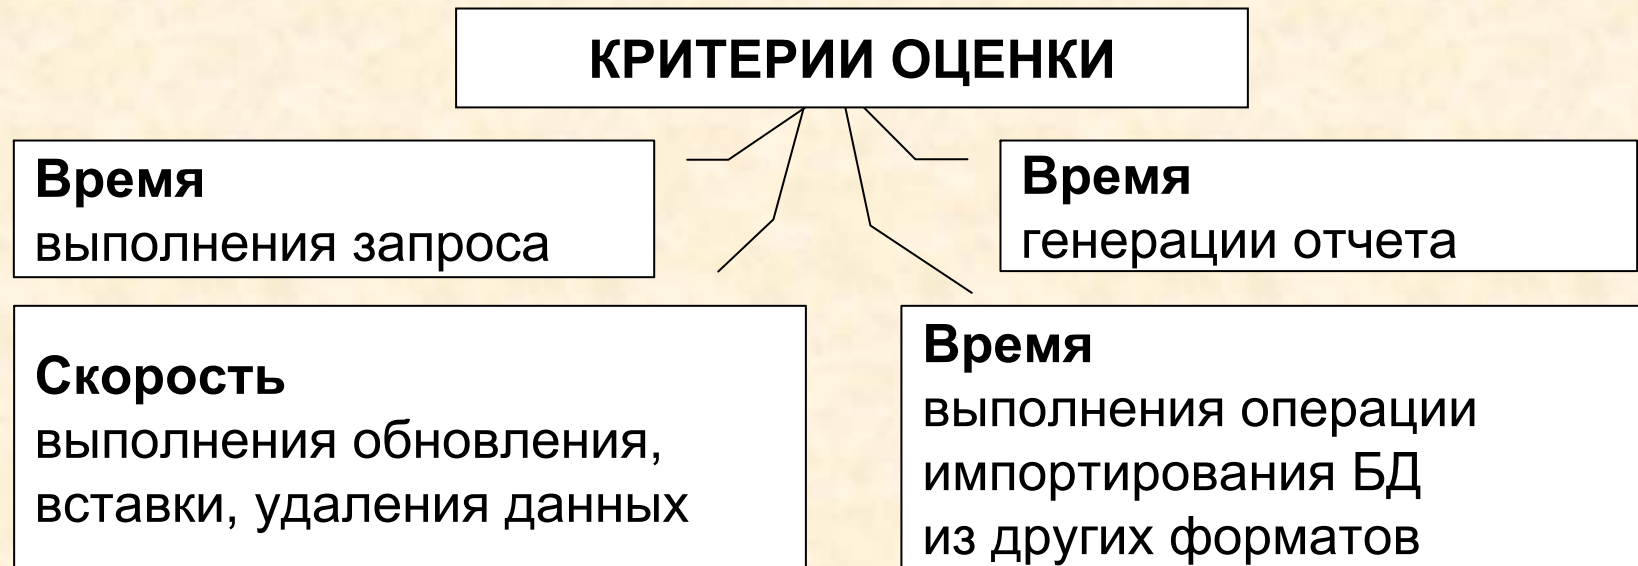 КРИТЕРИИ ОЦЕНКИ
Время
выполнения запроса
Время
генерации отчета
Скорость
выполнения обновления,
вставки, удаления данных
Время
выполнения операции
импортирования БД
из других форматов